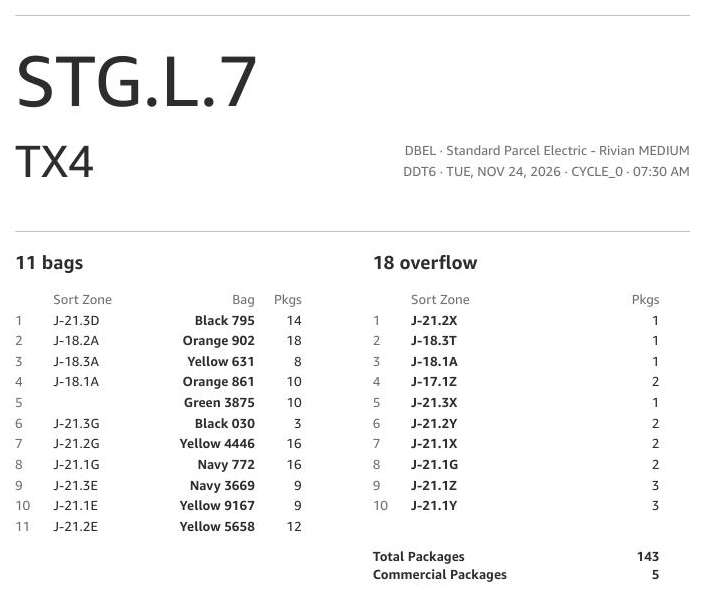 STG.L.7
TX4
DBEL · Standard Parcel Electric - Rivian MEDIUM
DDT6 · TUE, NOV 24, 2026 · CYCLE_0 · 07:30 AM
11 bags
Sort Zone Bag Pkgs
1 J-21.3D Black 795 14
2 J-18.2A Orange 902 18
3 J-18.3A Yellow 631 8
4 J-18.1A Orange 861 10
5 Green 3875 10
6 J-21.3G Black 030 3
7 J-21.2G Yellow 4446 16
8 J-21.1G Navy 772 16
9 J-21.3E Navy 3669 9
10 J-21.1E Yellow 9167 9
11 J-21.2E Yellow 5658 12
18 overflow
Sort Zone Pkgs
1 J-21.2X 1
2 J-18.3T 1
3 J-18.1A 1
4 J-17.1Z 2
5 J-21.3X 1
6 J-21.2Y 2
7 J-21.1X 2
8 J-21.1G 2
9 J-21.1Z 3
10 J-21.1Y 3
Total Packages 143
Commercial Packages 5